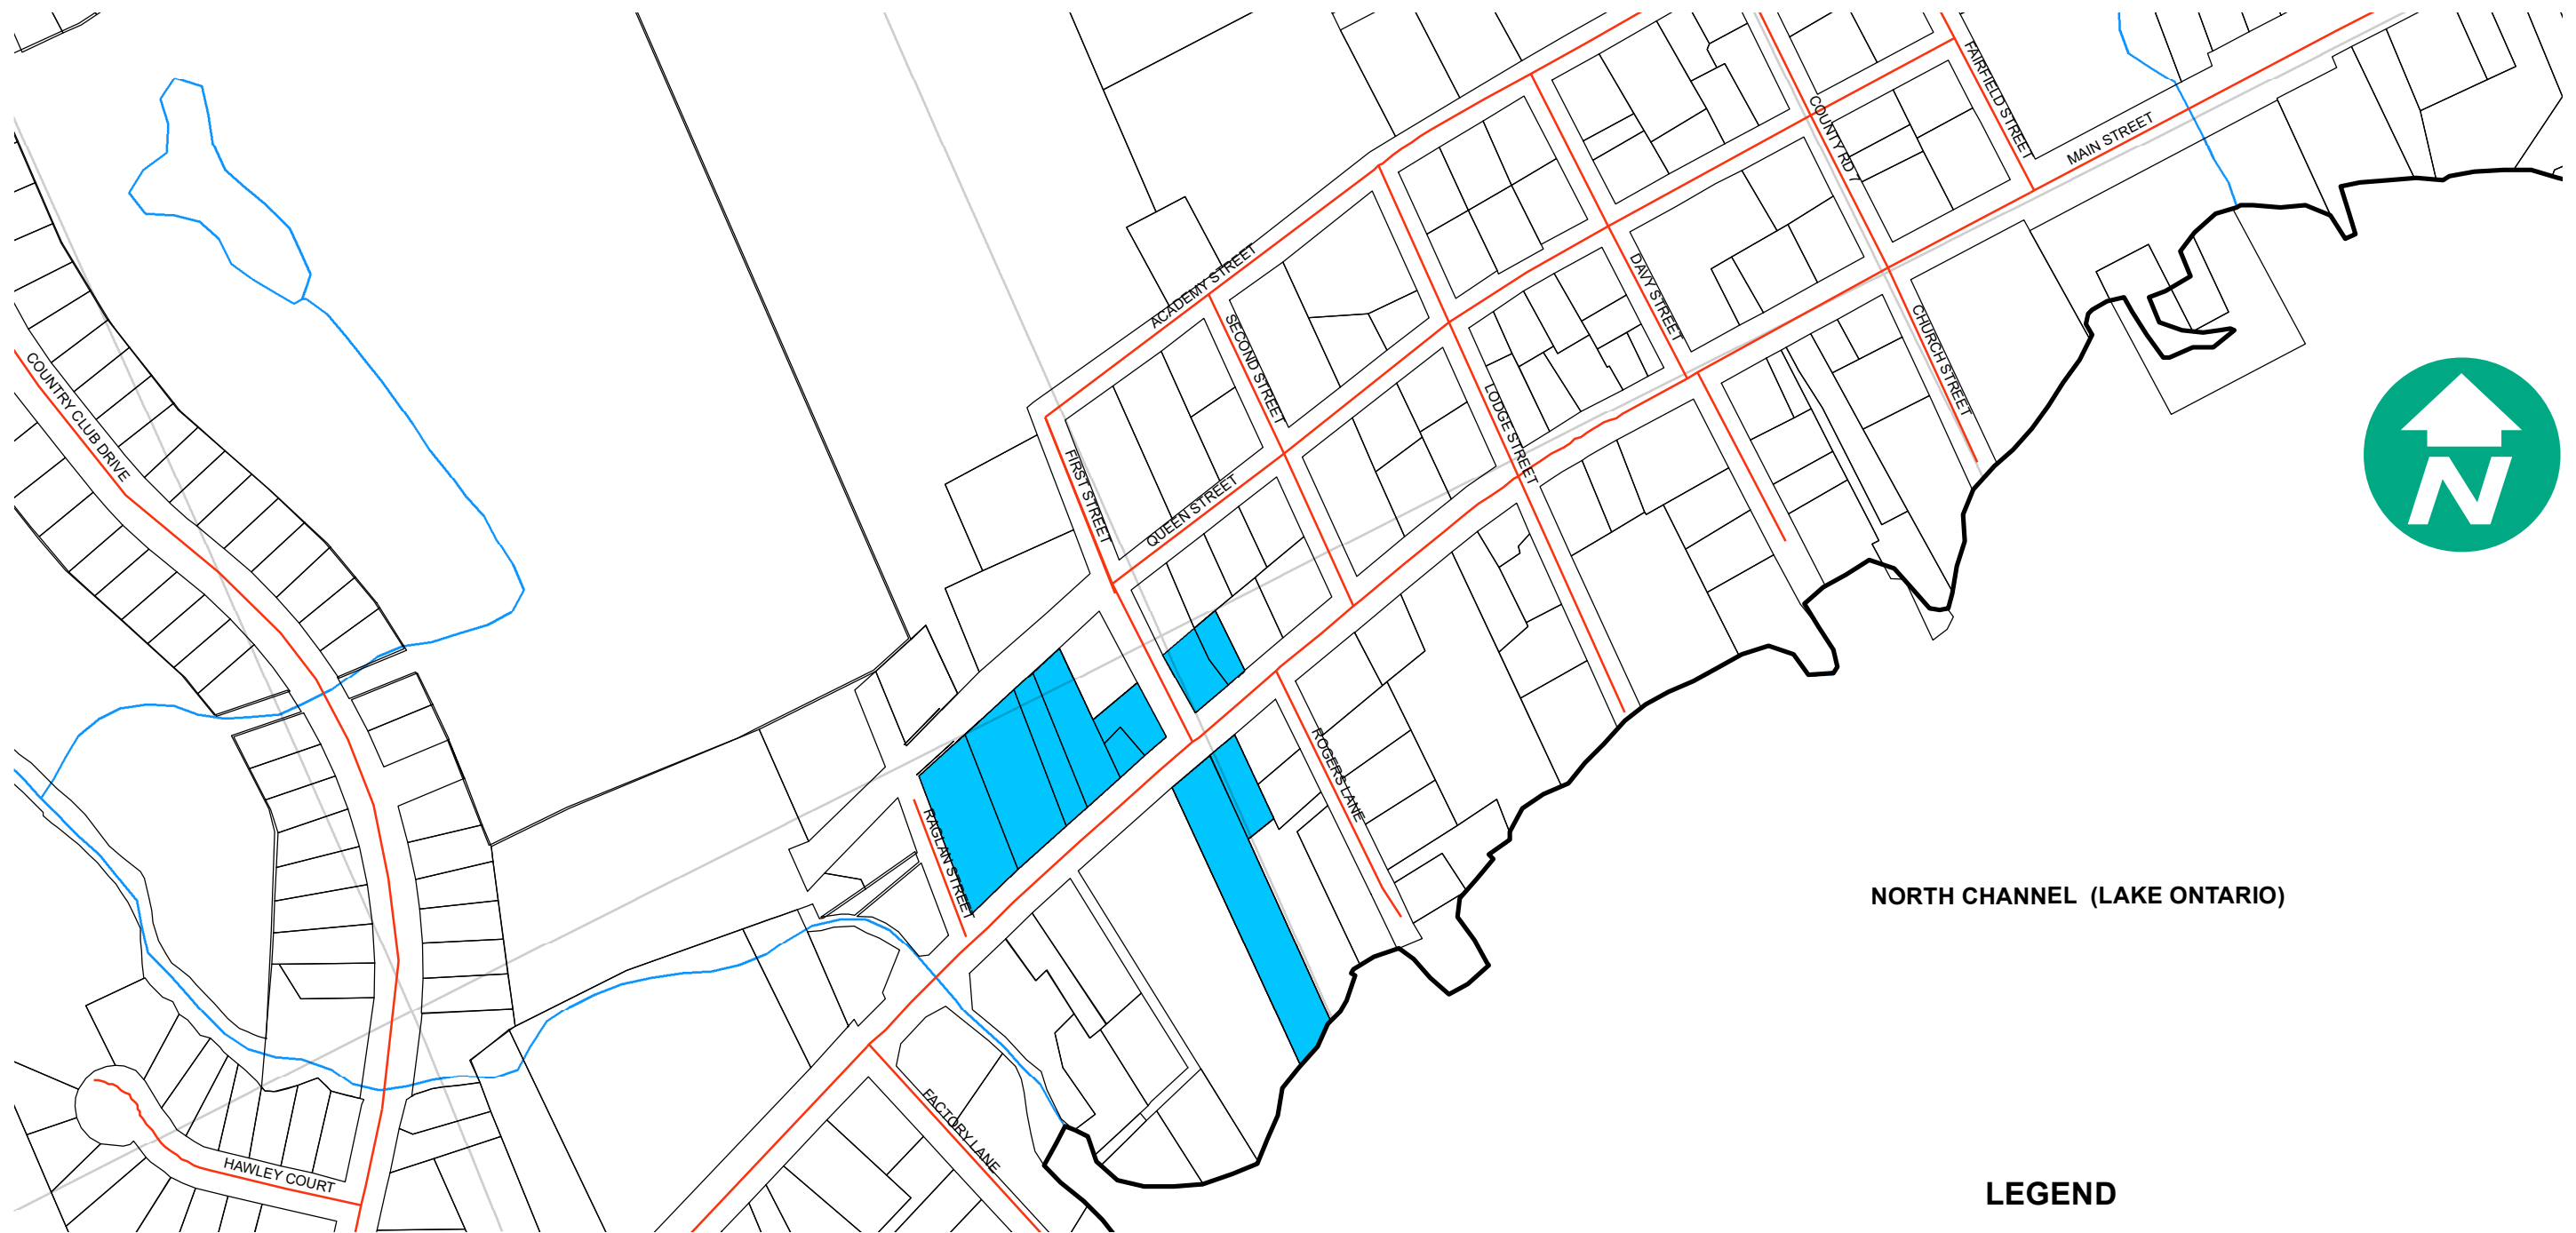 FAIRFIELD STREET
COUNTY RD 7
MAIN STREET
ACADEMY STREET
DAVY STREET
SECOND STREET
CHURCH STREET
COUNTRY CLUB DRIVE
LODGE STREET
FIRST STREET
QUEEN STREET
N
ROGERS LANE
RAGLAN STREET
NORTH CHANNEL (LAKE ONTARIO)
FACTORY LANE
HAWLEY COURT
LEGEND